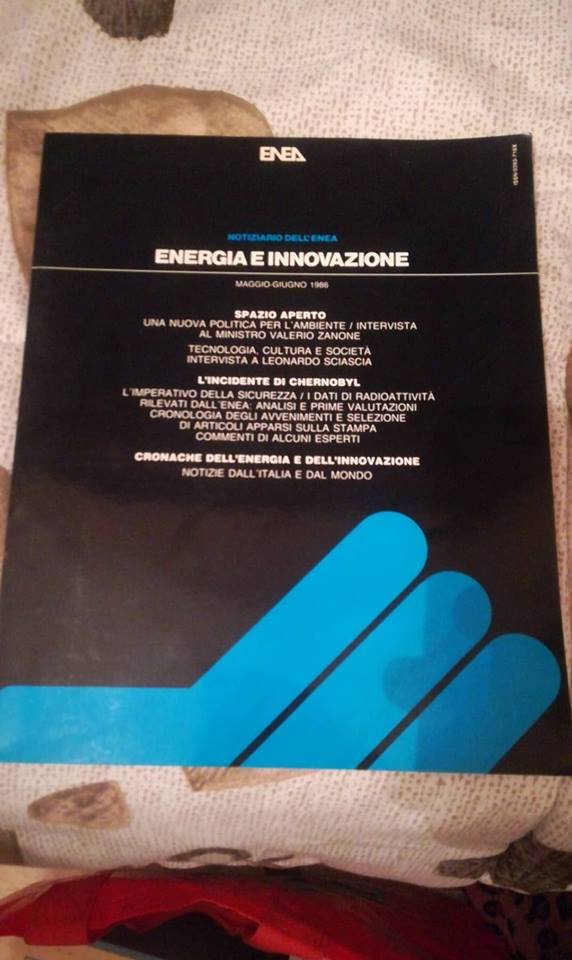 ENEA
NOTIZIARIO DELL'ENEA
ENERGIA E INNOVAZIONE
MAGGIO-GIUGNO 1986
SPAZIO APERTO
UNA NUOVA POLITICA PER L'AMBIENTE / INTERVISTA
AL MINISTRO VALERIO ZANONE
TECNOLOGIA, CULTURA E SOCIETÀ
INTERVISTA A LEONARDO SCIASCIA
L'INCIDENTE DI CHERNOBYL
L'IMPERATIVO DELLA SICUREZZA / I DATI DI RADIOATTIVITÀ
RILEVATI DALL'ENEA: ANALISI E PRIME VALUTAZIONI
CRONOLOGIA DEGLI AVVENIMENTI E SELEZIONE
DI ARTICOLI APPARSI SULLA STAMPA
COMMENTI DI ALCUNI ESPERTI
CRONACHE DELL'ENERGIA E DELL'INNOVAZIONE
NOTIZIE DALL'ITALIA E DAL MONDO